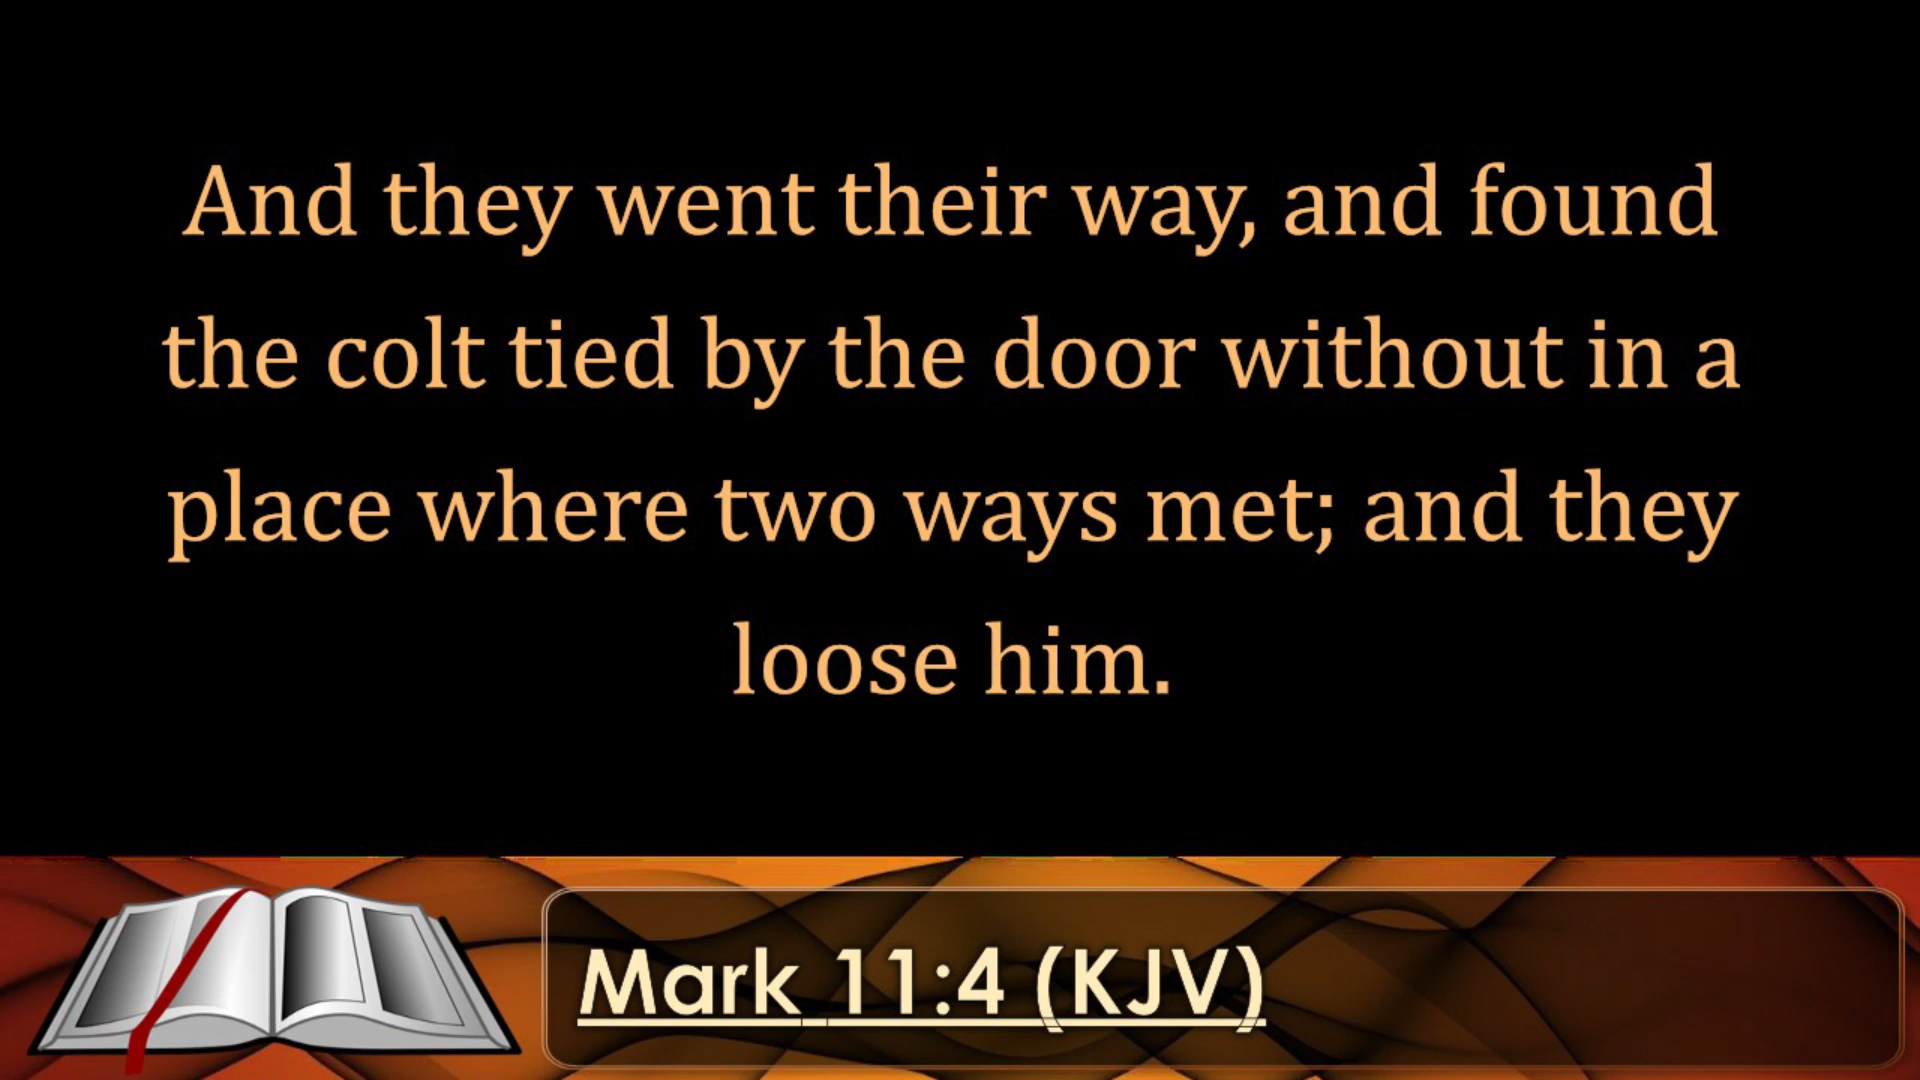 And they went their way, and found
the colt tied by the door without in a
place where two ways met; and they
loose him.
Mark 11:4 (KJV)